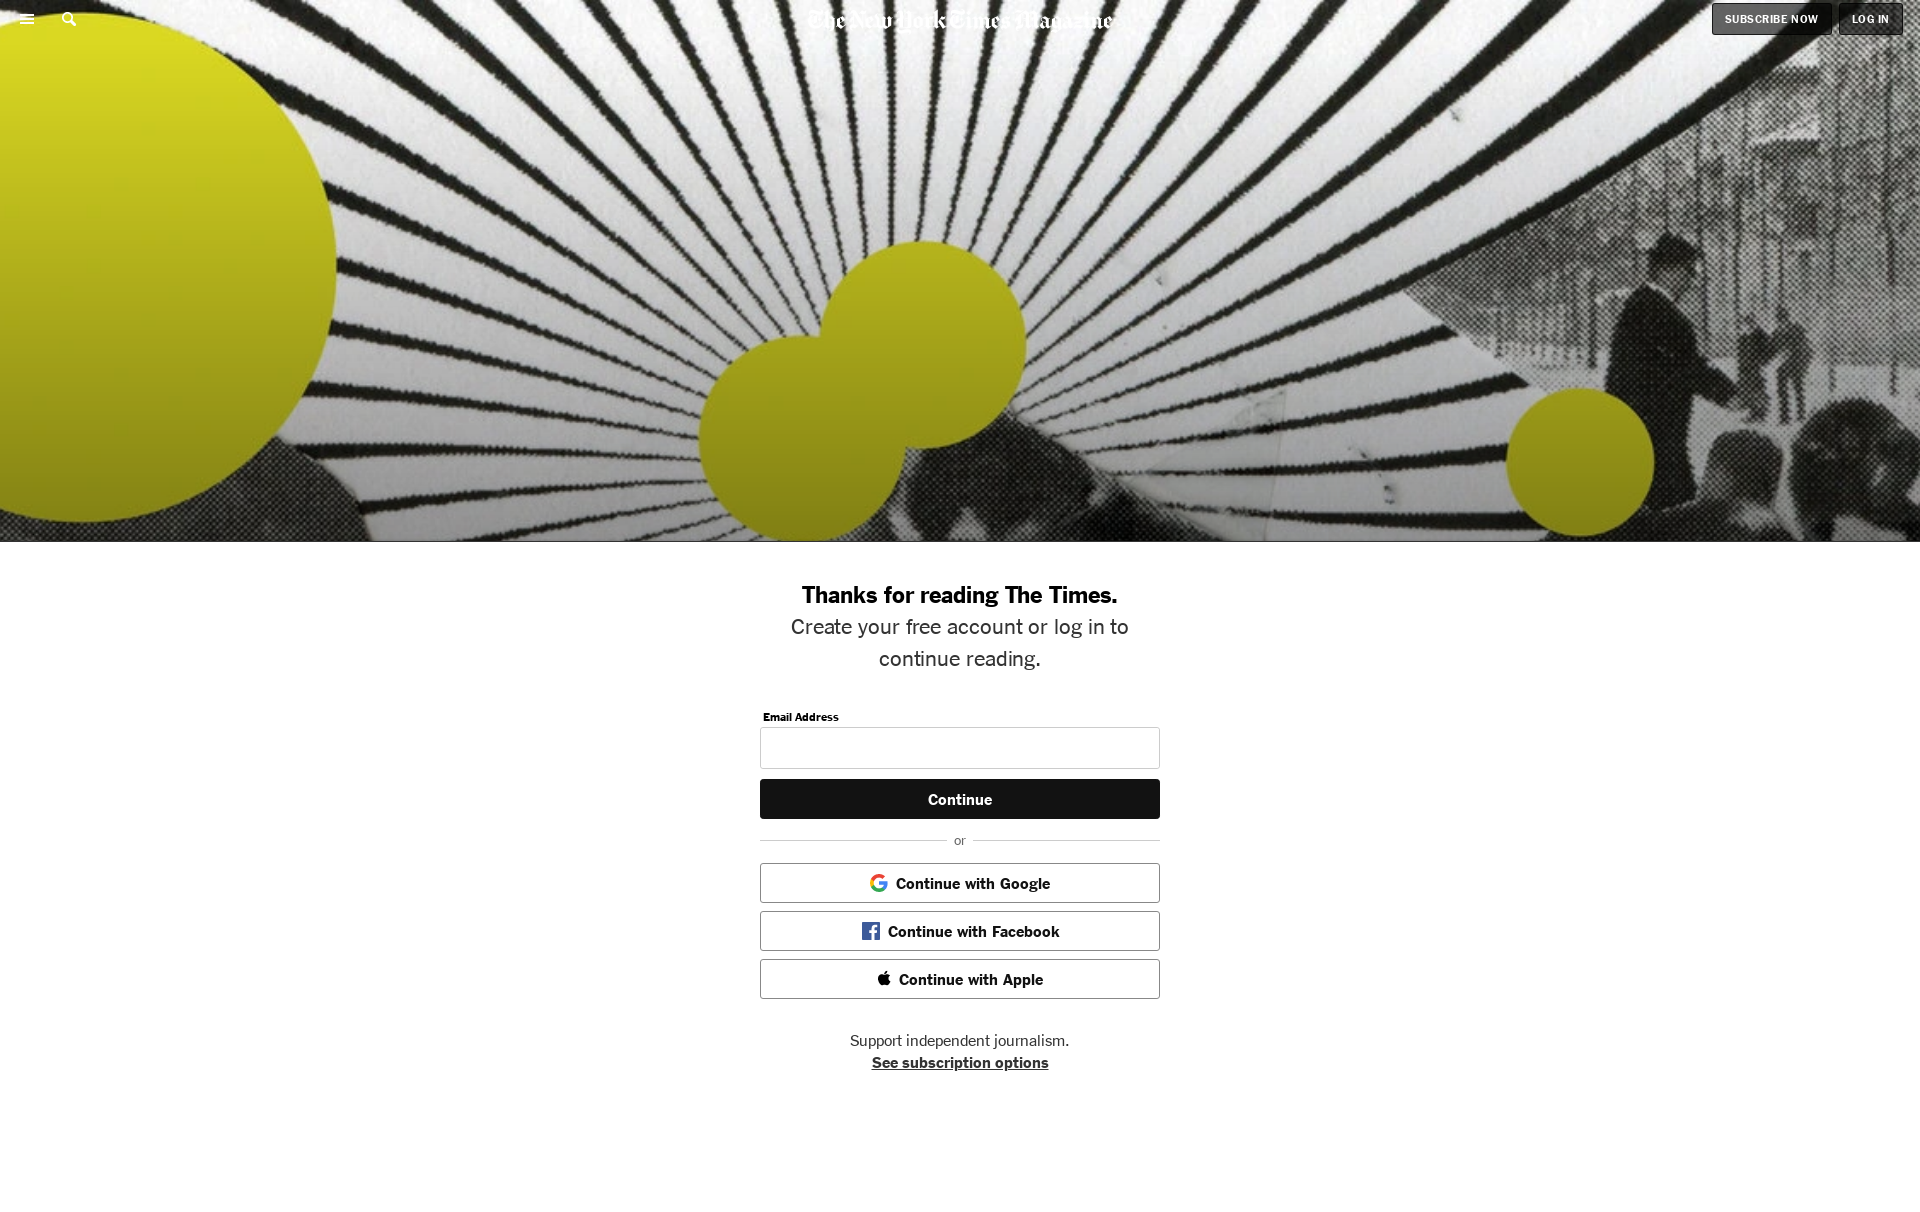 The New York Times Magazine
SUBSCRIBE NOW
LOG IN
Thanks for reading The Times.
Create your free account or log in to
continue reading.
Email Address
Continue
or
Continue with Google
Continue with Facebook
Continue with Apple
Support independent journalism.
See subscription options